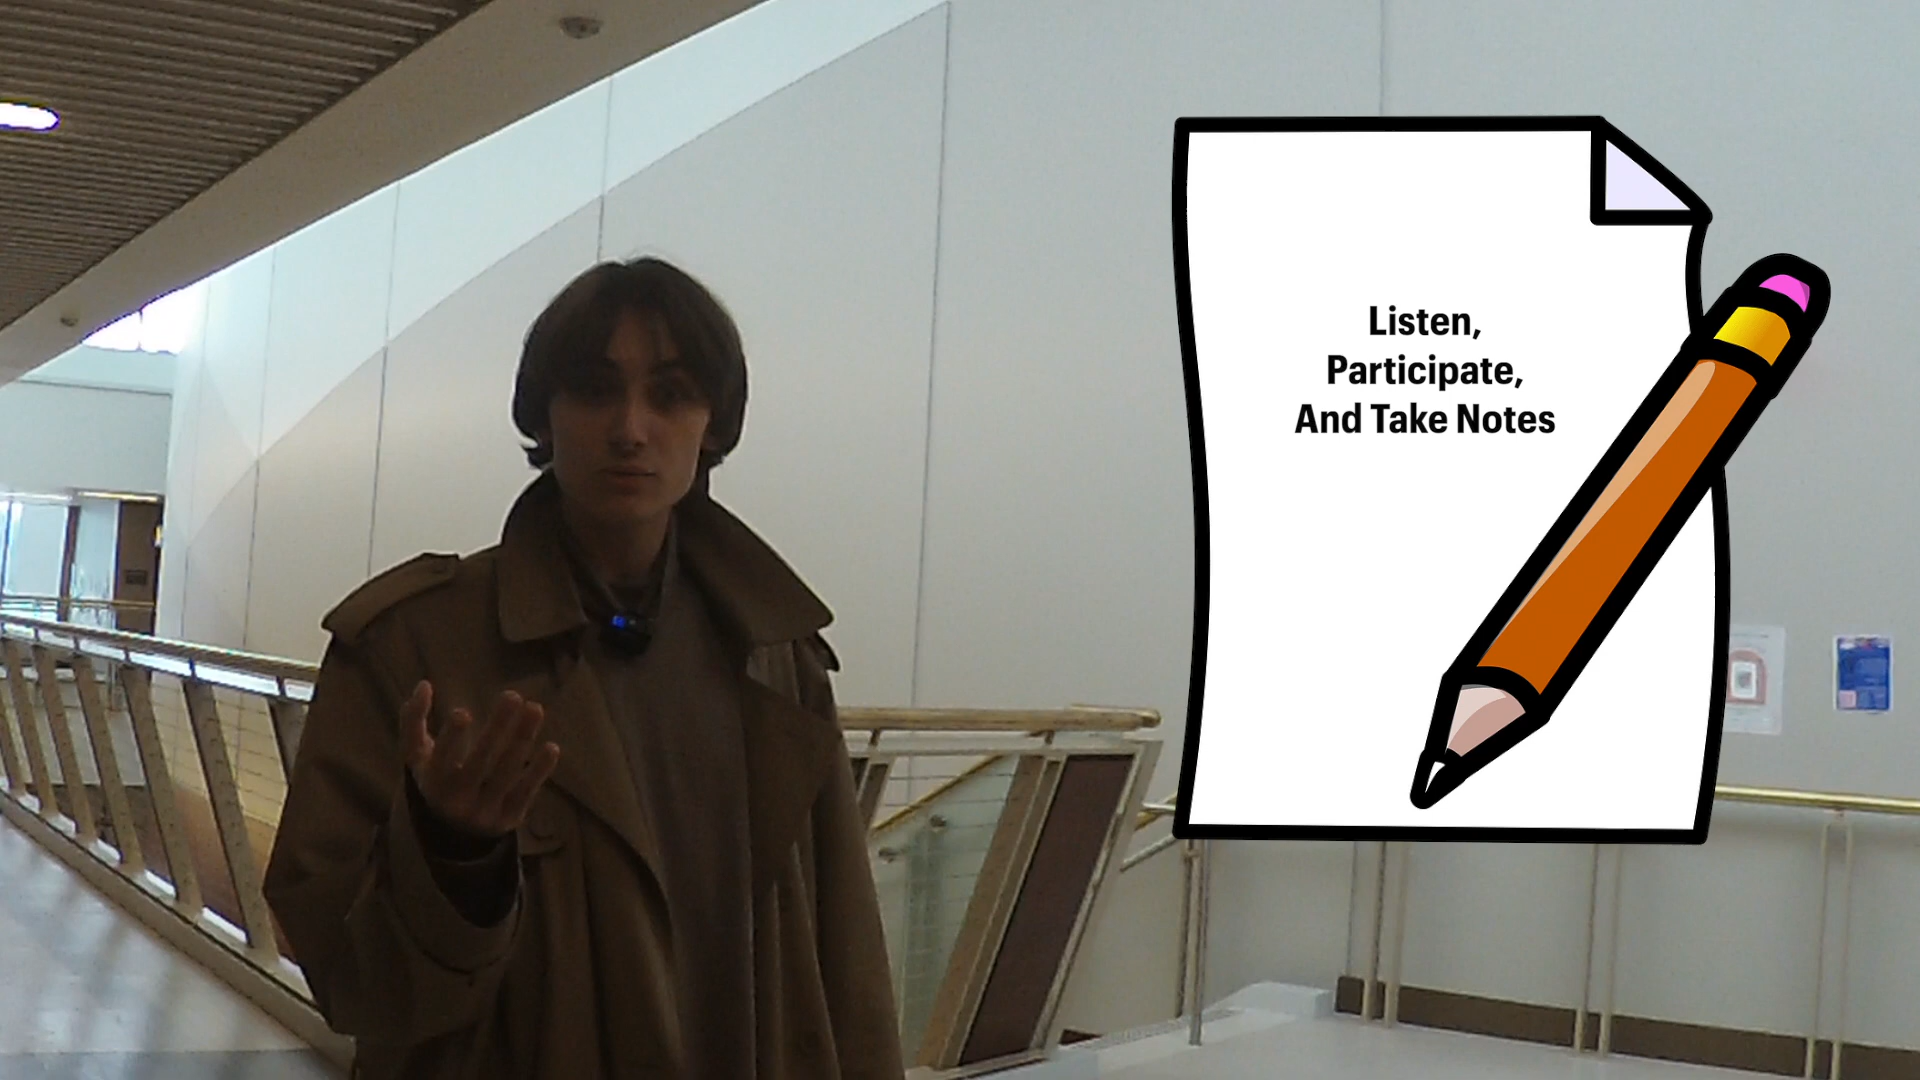 Listen,
Participate,
And Take Notes